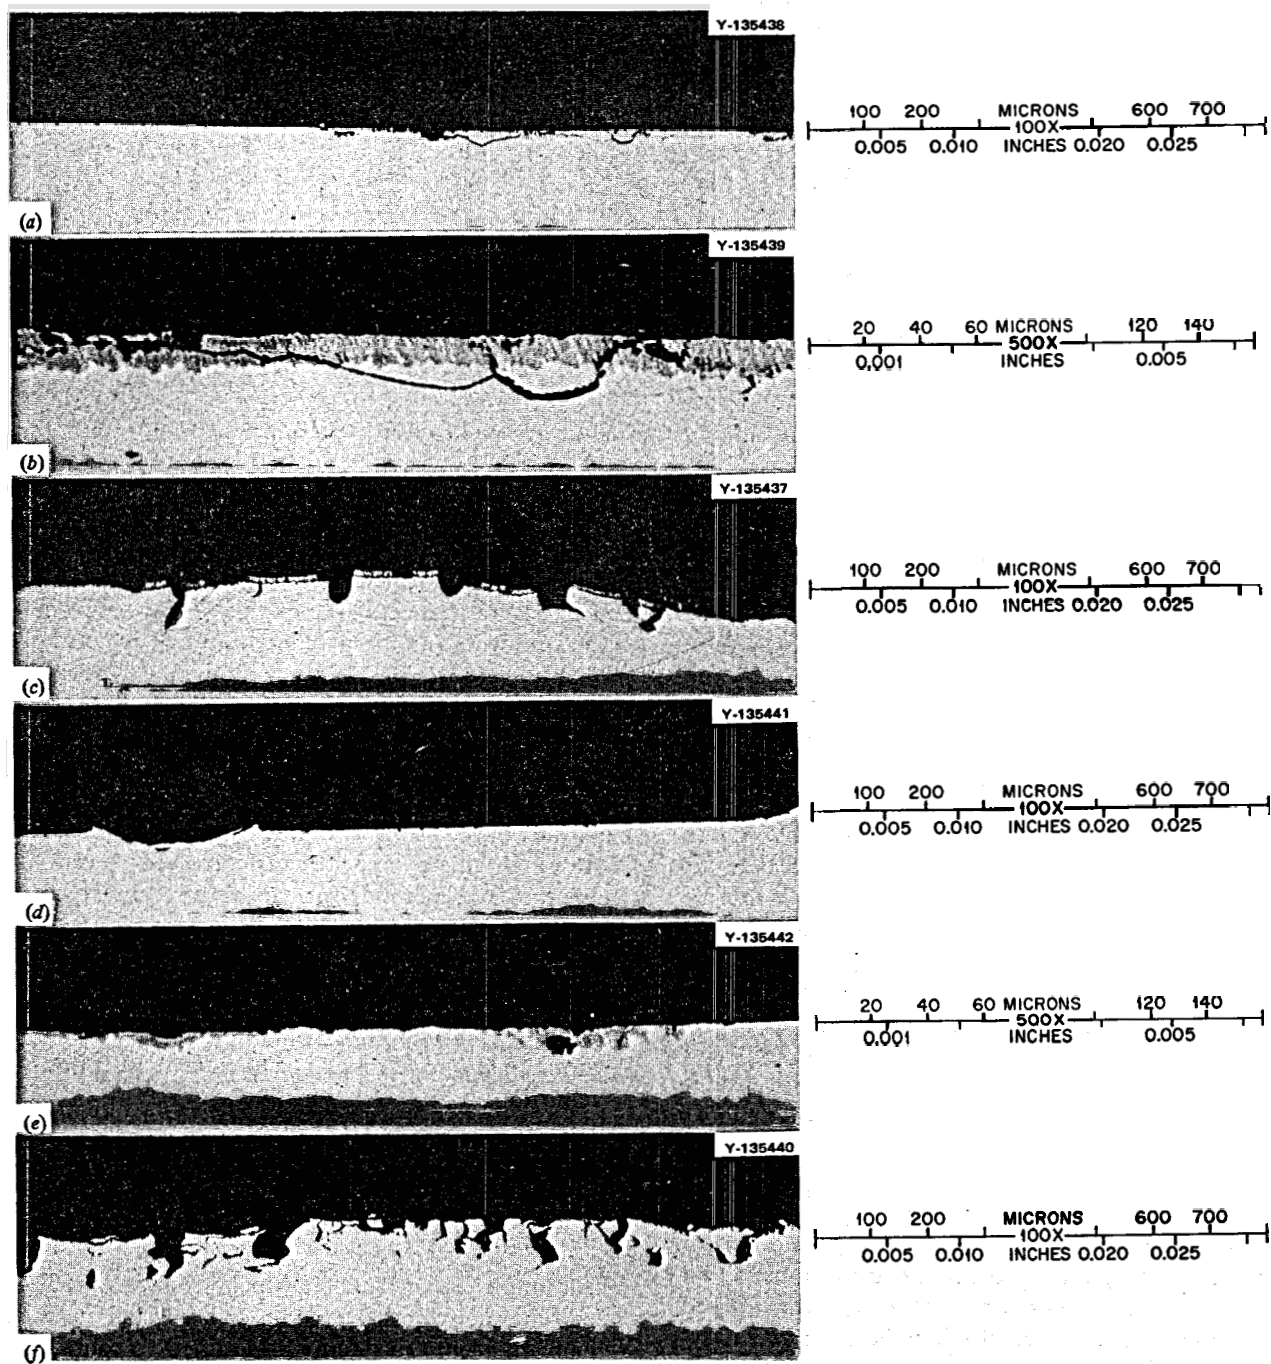 Y-135438
100 200 MICRONS 600 700
100X
0.005 0.010 INCHES 0.020 0.025
(a)
Y-135439
20 40 60 MICRONS 120 140
500X
0.001 INCHES 0.005
(b)
Y-135437
100 200 MICRONS 600 700
100X
0.005 0.010 INCHES 0.020 0.025
(c)
Y-135441
100 200 MICRONS 600 700
100X
0.005 0.010 INCHES 0.020 0.025
(d)
Y-135442
20 40 60 MICRONS 120 140
500X
0.001 INCHES 0.005
(e)
Y-135440
100 200 MICRONS 600 700
100X
0.005 0.010 INCHES 0.020 0.025
(f)